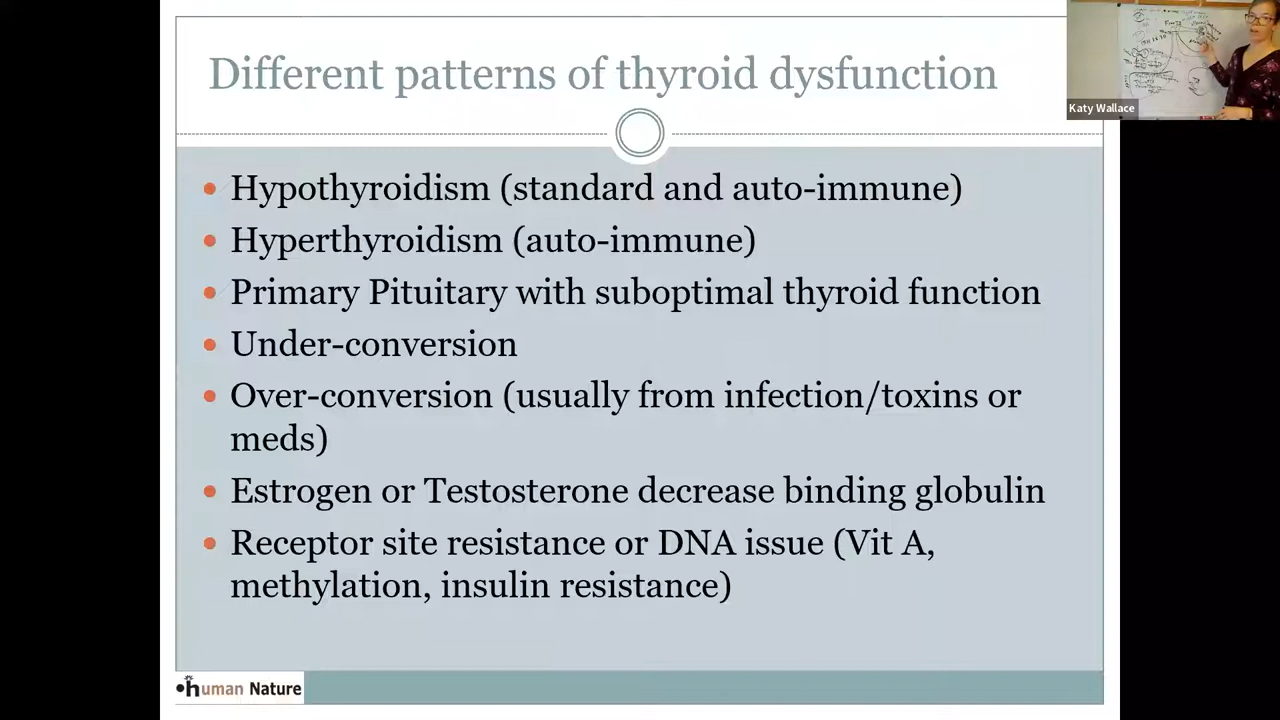 Different patterns of thyroid dysfunction
Katy Wallace
• Hypothyroidism (standard and auto-immune)
• Hyperthyroidism (auto-immune)
• Primary Pituitary with suboptimal thyroid function
• Under-conversion
• Over-conversion (usually from infection/toxins or
meds)
• Estrogen or Testosterone decrease binding globulin
• Receptor site resistance or DNA issue (Vit A,
methylation, insulin resistance)
human Nature